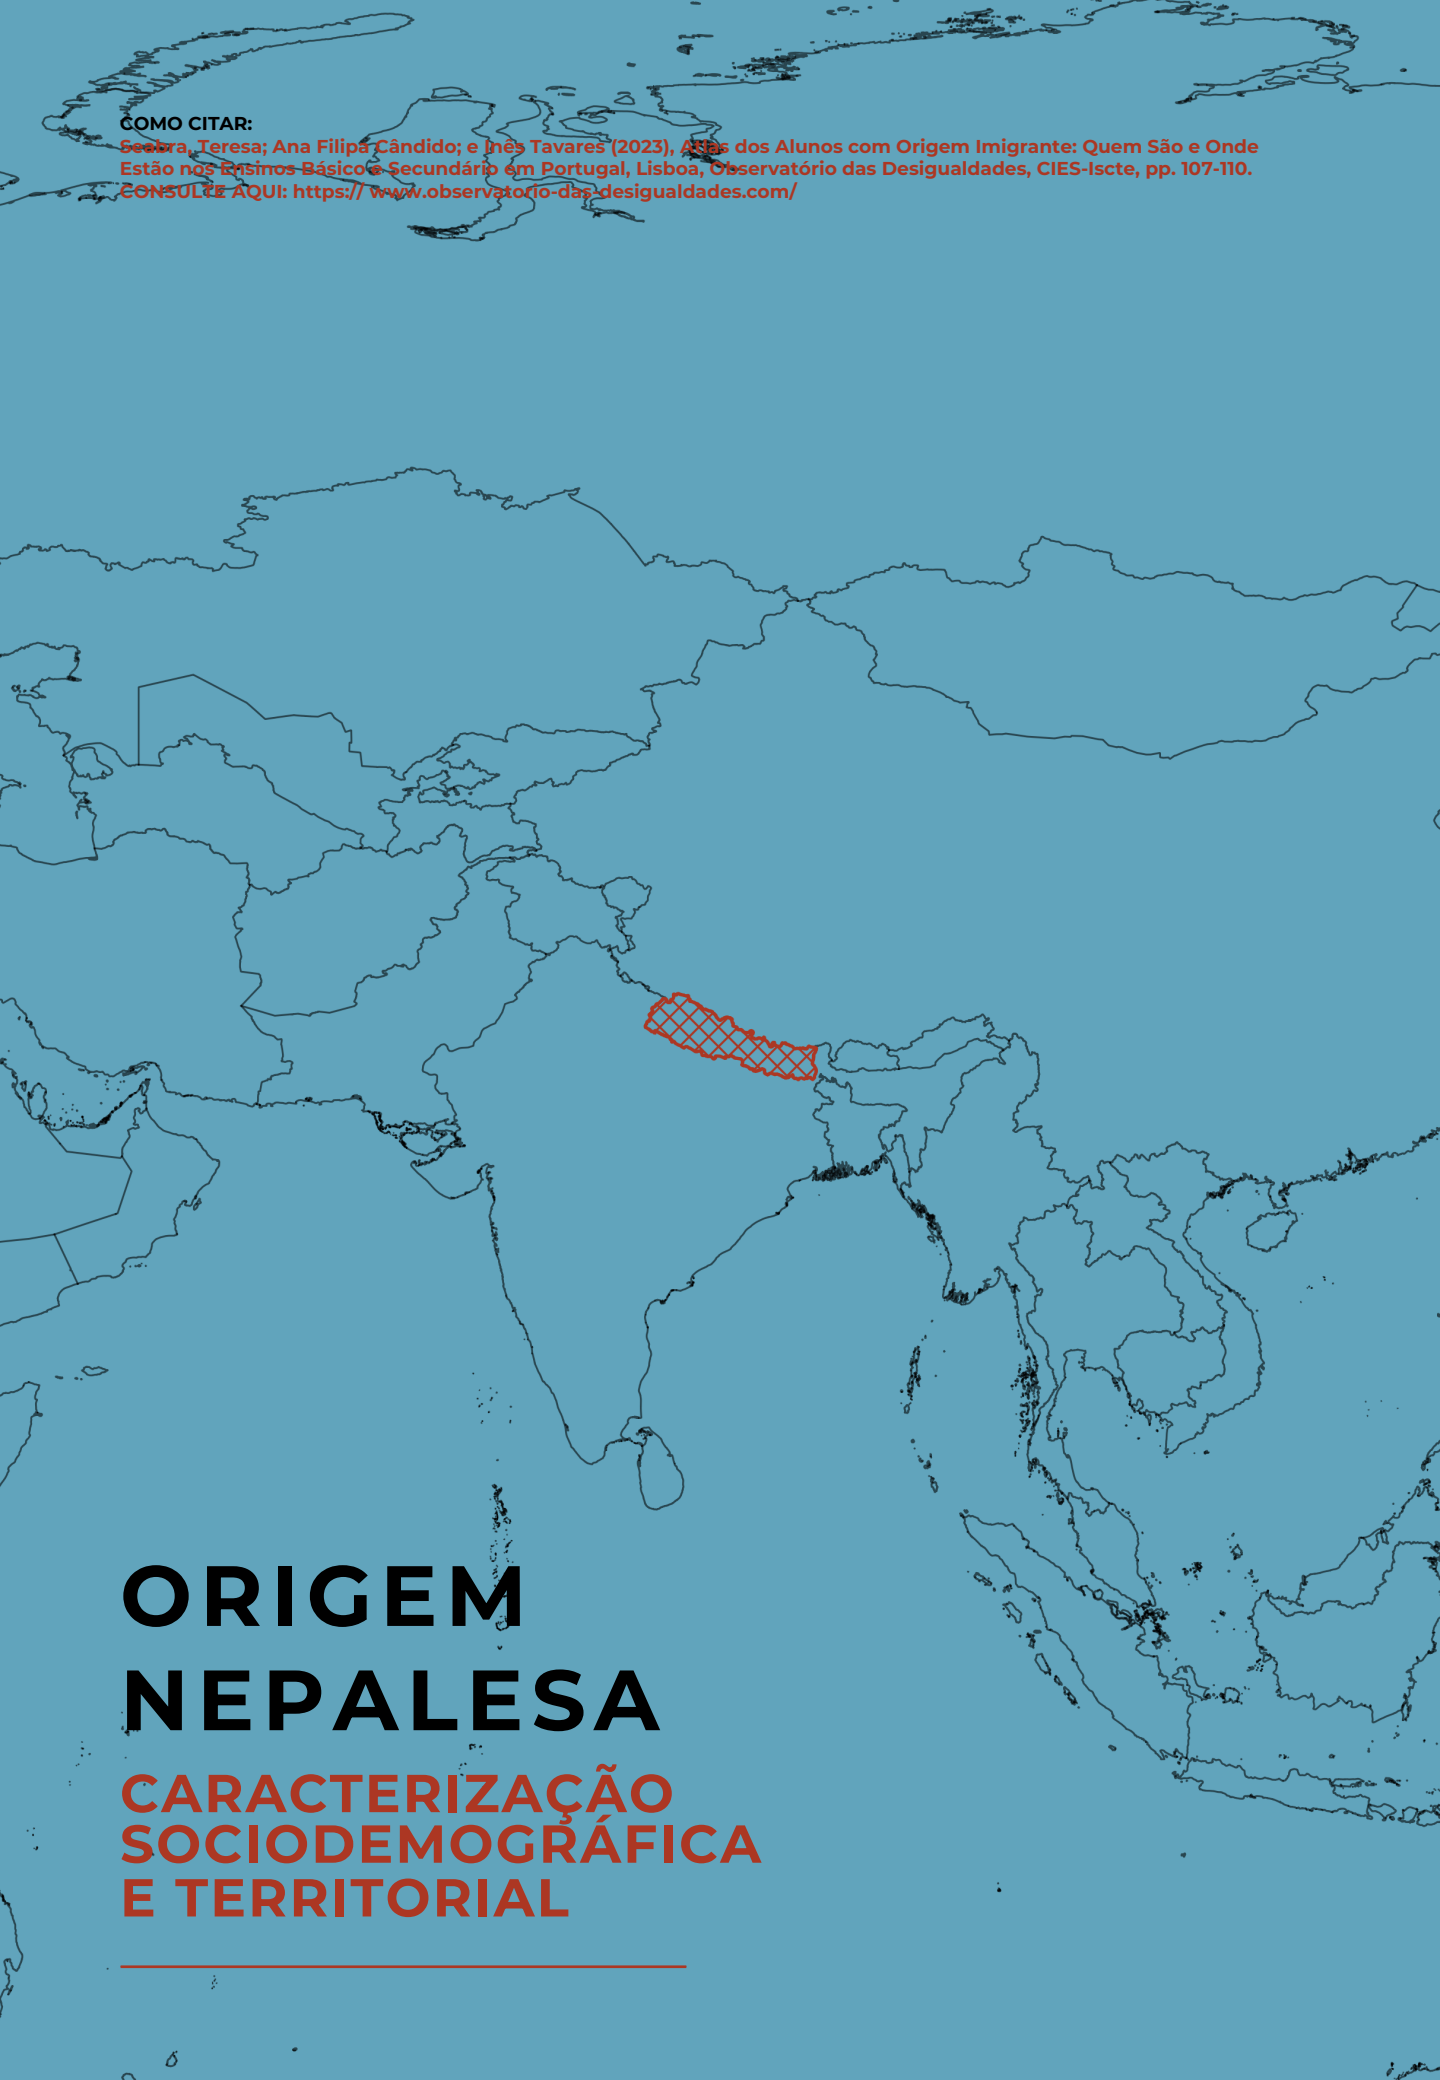 COMO CITAR:
Seabra, Teresa; Ana Filipa Cândido; e Inês Tavares (2023), Atlas dos Alunos com Origem Imigrante: Quem São e Onde
Estão nos Ensinos Básico e Secundário em Portugal, Lisboa, Observatório das Desigualdades, CIES-Iscte, pp. 107-110.
CONSULTE AQUI: https:// www.observatorio-das-desigualdades.com/
ORIGEM
NEPALESA
CARACTERIZAÇÃO
SOCIODEMOGRÁFICA
E TERRITORIAL